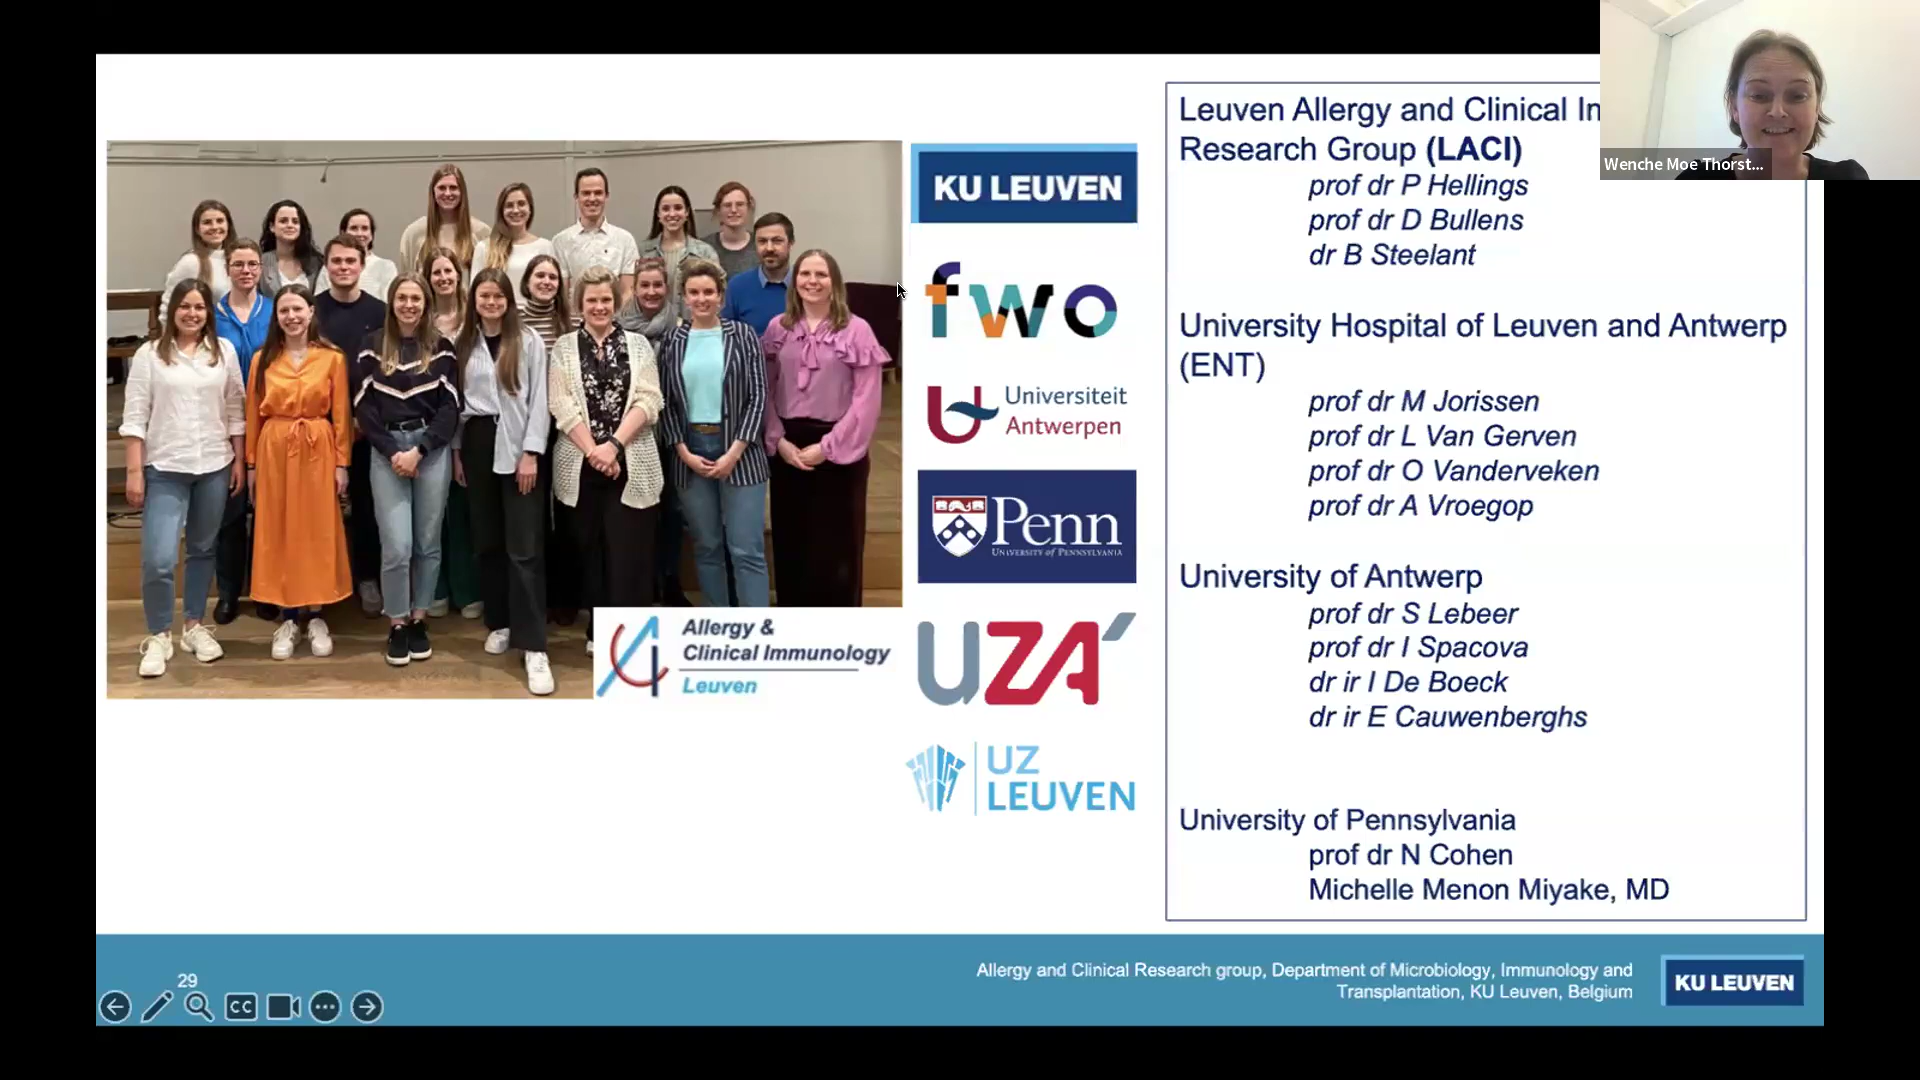 Leuven Allergy and Clinical
Research Group (LACI)
prof dr P Hellings
prof dr D Bullens
dr B Steelant
University Hospital of Leuven and Antwerp
(ENT)
prof dr M Jorissen
prof dr L Van Gerven
prof dr O Vanderveken
prof dr A Vroegop
University of Antwerp
prof dr S Lebeer
prof dr I Spacova
dr ir I De Boeck
dr ir E Cauwenberghs
University of Pennsylvania
prof dr N Cohen
Michelle Menon Miyake, MD
Wenche Moe Thorst...
KU LEUVEN
fwo
Universiteit
Antwerpen
Penn
UNIVERSITY OF PENNSYLVANIA
UZA
UZ
LEUVEN
Allergy &
Clinical Immunology
Leuven
29
CC
Allergy and Clinical Research group, Department of Microbiology, Immunology and
Transplantation, KU Leuven, Belgium
KU LEUVEN